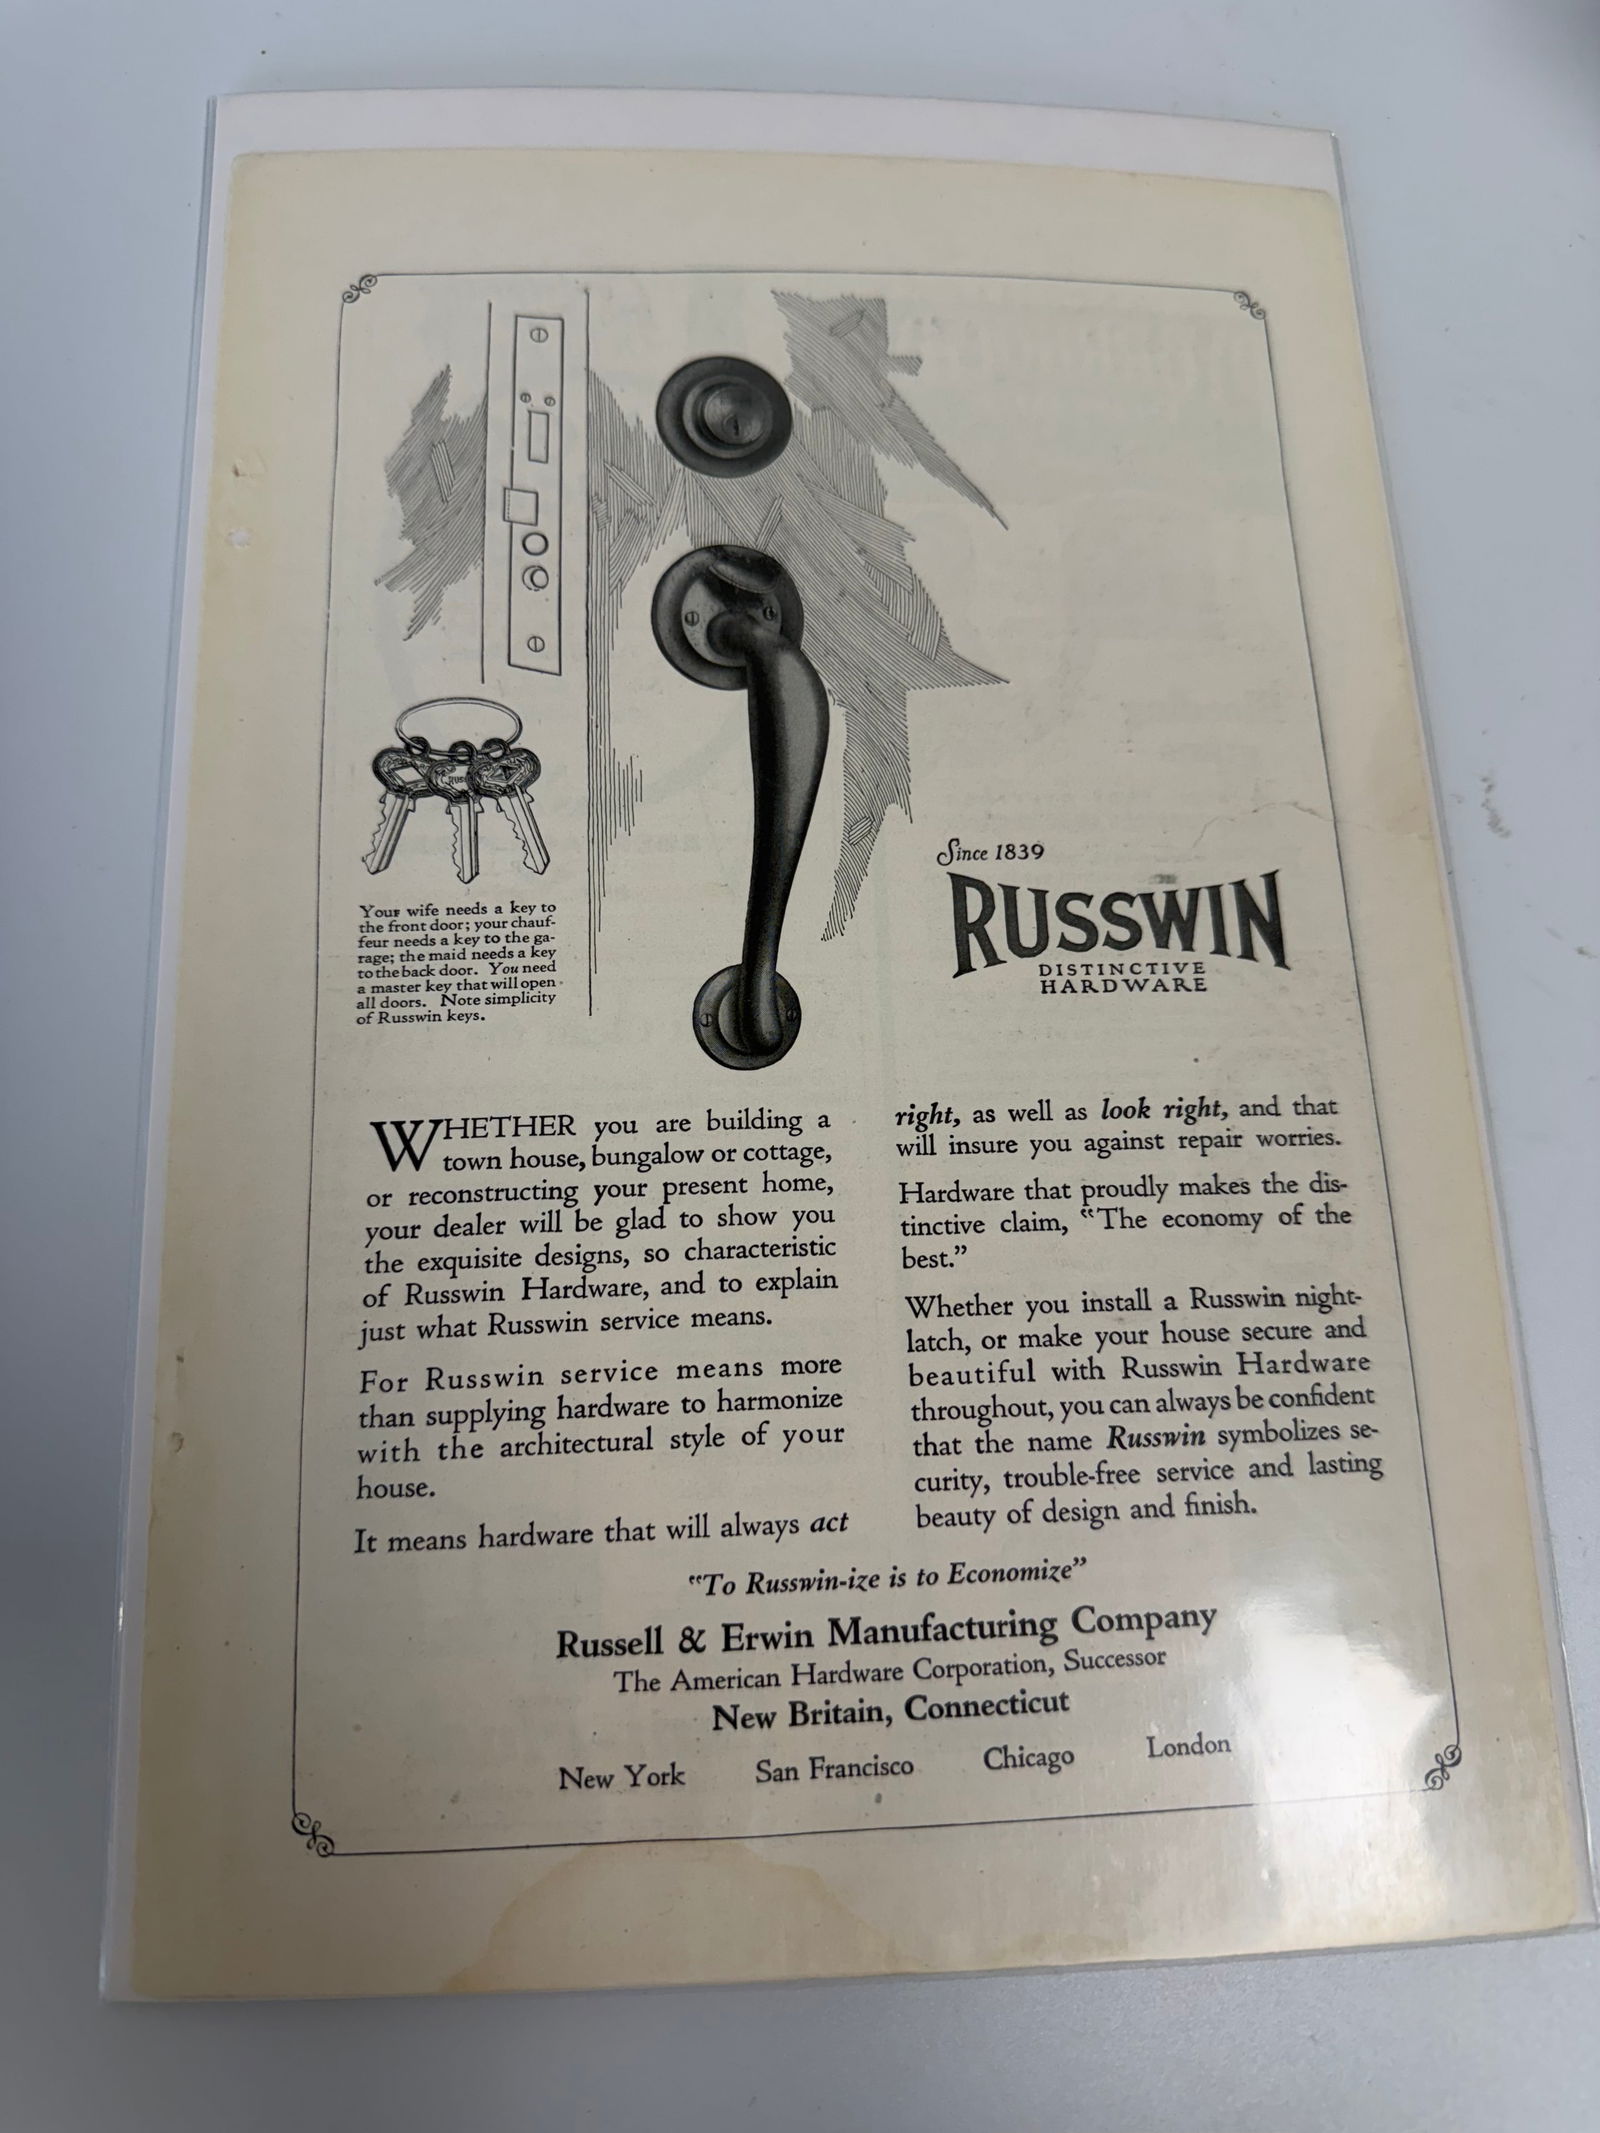 Since 1839
RUSSWIN
DISTINCTIVE
HARDWARE
Your wife needs a key to
the front door; your chauf-
feur needs a key to the ga-
rage; the maid needs a key
to the back door. You need
a master key that will open
all doors. Note simplicity
of Russwin keys.
WHETHER you are building a
town house, bungalow or cottage,
or reconstructing your present home,
your dealer will be glad to show you
the exquisite designs, so characteristic
of Russwin Hardware, and to explain
just what Russwin service means.
For Russwin service means more
than supplying hardware to harmonize
with the architectural style of your
house.
It means hardware that will always act
right, as well as look right, and that
will insure you against repair worries.
Hardware that proudly makes the dis-
tinctive claim, “The economy of the
best.”
Whether you install a Russwin night-
latch, or make your house secure and
beautiful with Russwin Hardware
throughout, you can always be confident
that the name Russwin symbolizes se-
curity, trouble-free service and lasting
beauty of design and finish.
“To Russwin-ize is to Economize”
Russell & Erwin Manufacturing Company
The American Hardware Corporation, Successor
New Britain, Connecticut
New York San Francisco Chicago London